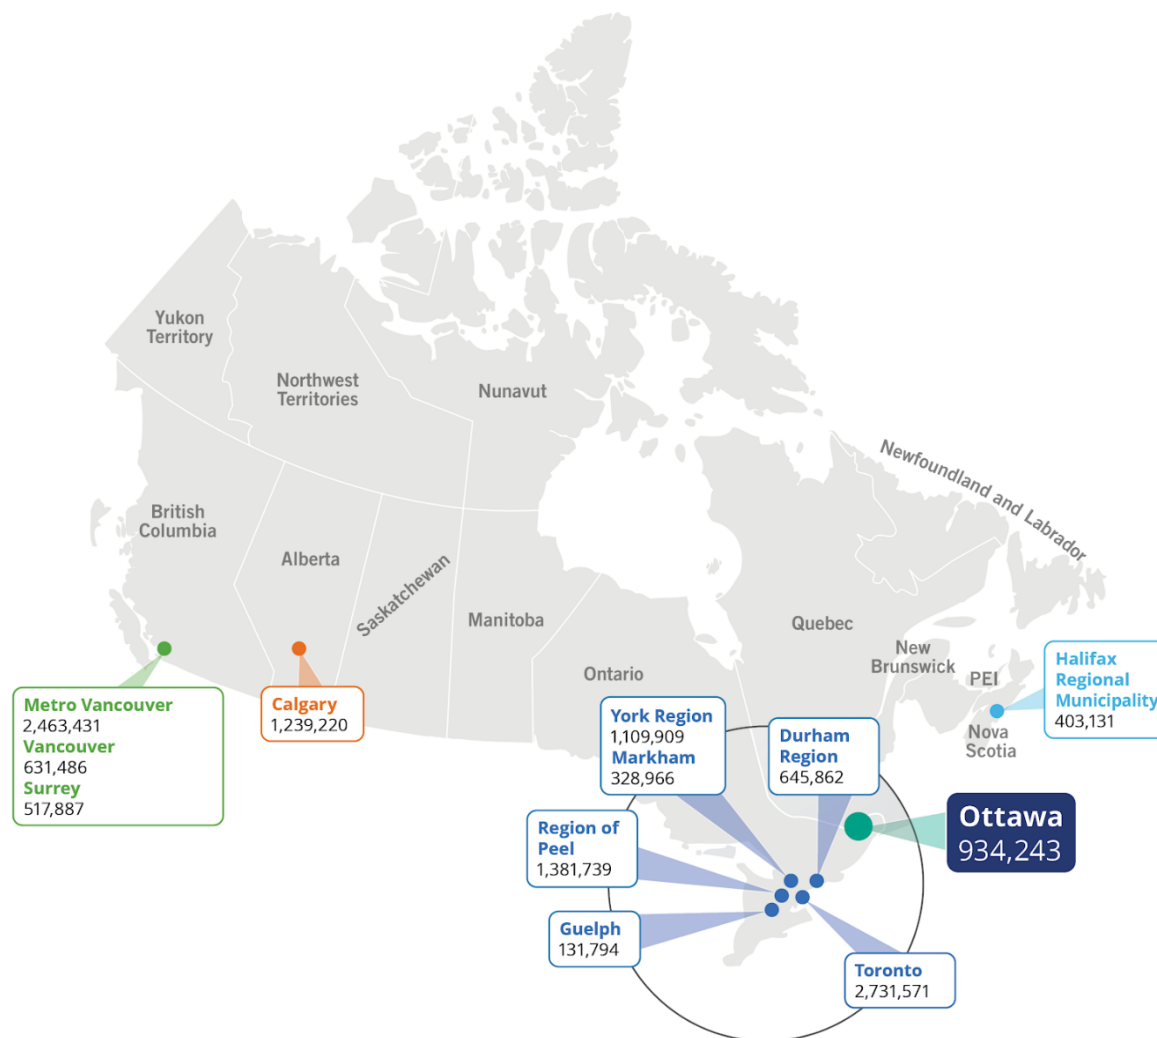 Yukon
Territory
Northwest
Territories
Nunavut
Newfoundland and Labrador
British
Columbia
Alberta
Saskatchewan
Manitoba
Ontario
Quebec
New
Brunswick
PEI
Nova
Scotia
Metro Vancouver
2,463,431
Vancouver
631,486
Surrey
517,887
Calgary
1,239,220
York Region
1,109,909
Markham
328,966
Durham
Region
645,862
Halifax
Regional
Municipality
403,131
Region of
Peel
1,381,739
Ottawa
934,243
Guelph
131,794
Toronto
2,731,571